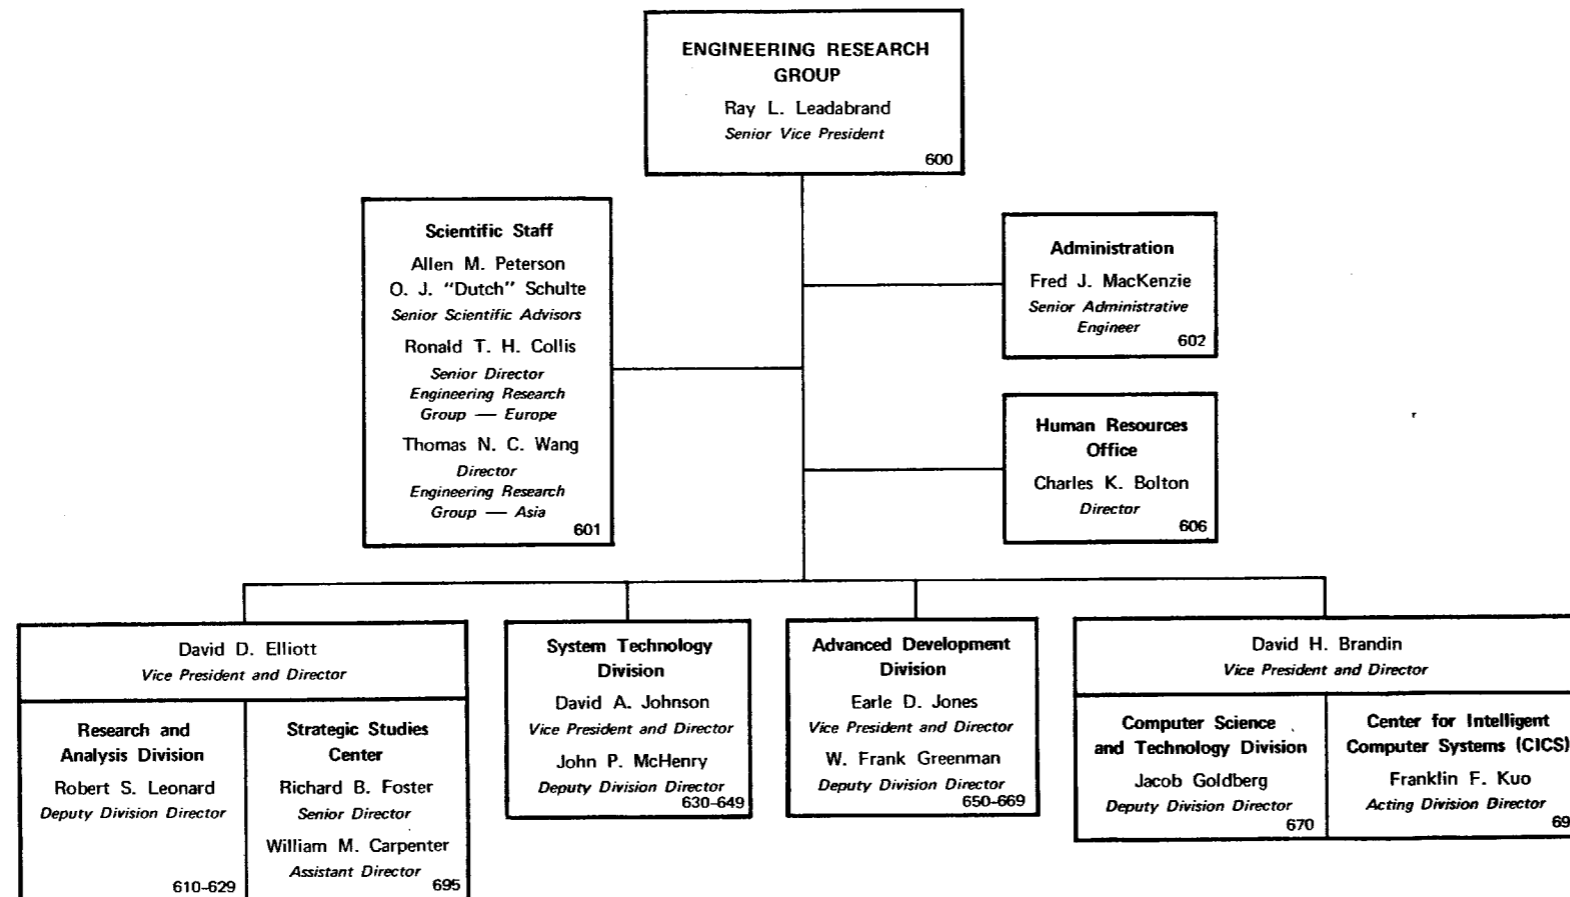 ENGINEERING RESEARCH
GROUP
Ray L. Leadabrand
Senior Vice President
600
Scientific Staff
Allen M. Peterson
O. J. "Dutch" Schulte
Senior Scientific Advisors
Ronald T. H. Collis
Senior Director
Engineering Research
Group — Europe
Thomas N. C. Wang
Director
Engineering Research
Group — Asia
601
Administration
Fred J. MacKenzie
Senior Administrative
Engineer
602
Human Resources
Office
Charles K. Bolton
Director
606
David D. Elliott
Vice President and Director
Research and
Analysis Division
Robert S. Leonard
Deputy Division Director
610-629
Strategic Studies
Center
Richard B. Foster
Senior Director
William M. Carpenter
Assistant Director
695
System Technology
Division
David A. Johnson
Vice President and Director
John P. McHenry
Deputy Division Director
630-649
Advanced Development
Division
Earle D. Jones
Vice President and Director
W. Frank Greenman
Deputy Division Director
650-669
David H. Brandin
Vice President and Director
Computer Science
and Technology Division
Jacob Goldberg
Deputy Division Director
670
Center for Intelligent
Computer Systems (CICS)
Franklin F. Kuo
Acting Division Director